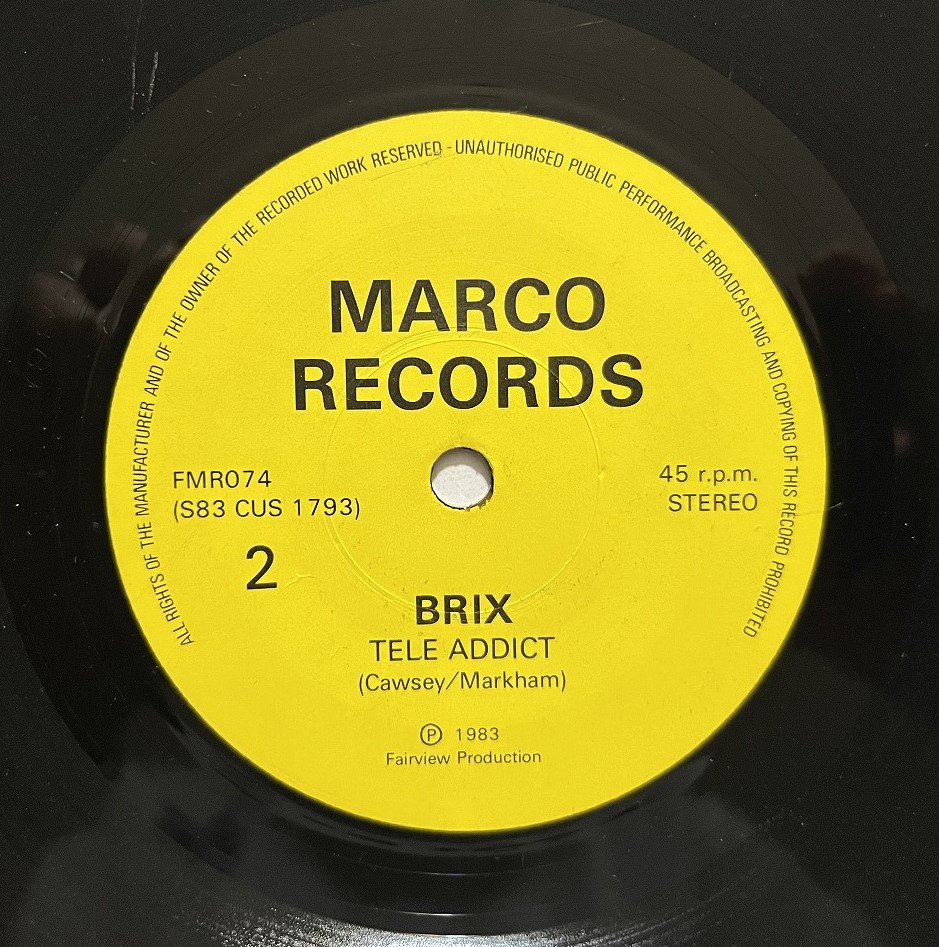 ALL RIGHTS OF THE MANUFACTURER AND OF THE OWNER OF THE RECORDED WORK RESERVED - UNAUTHORISED PUBLIC PERFORMANCE BROADCASTING AND COPYING OF THIS RECORD PROHIBITED
MARCO
RECORDS
FMR074
(S83 CUS 1793)
2
45 r.p.m.
STEREO
BRIX
TELE ADDICT
(Cawsey/Markham)
Ⓟ 1983
Fairview Production